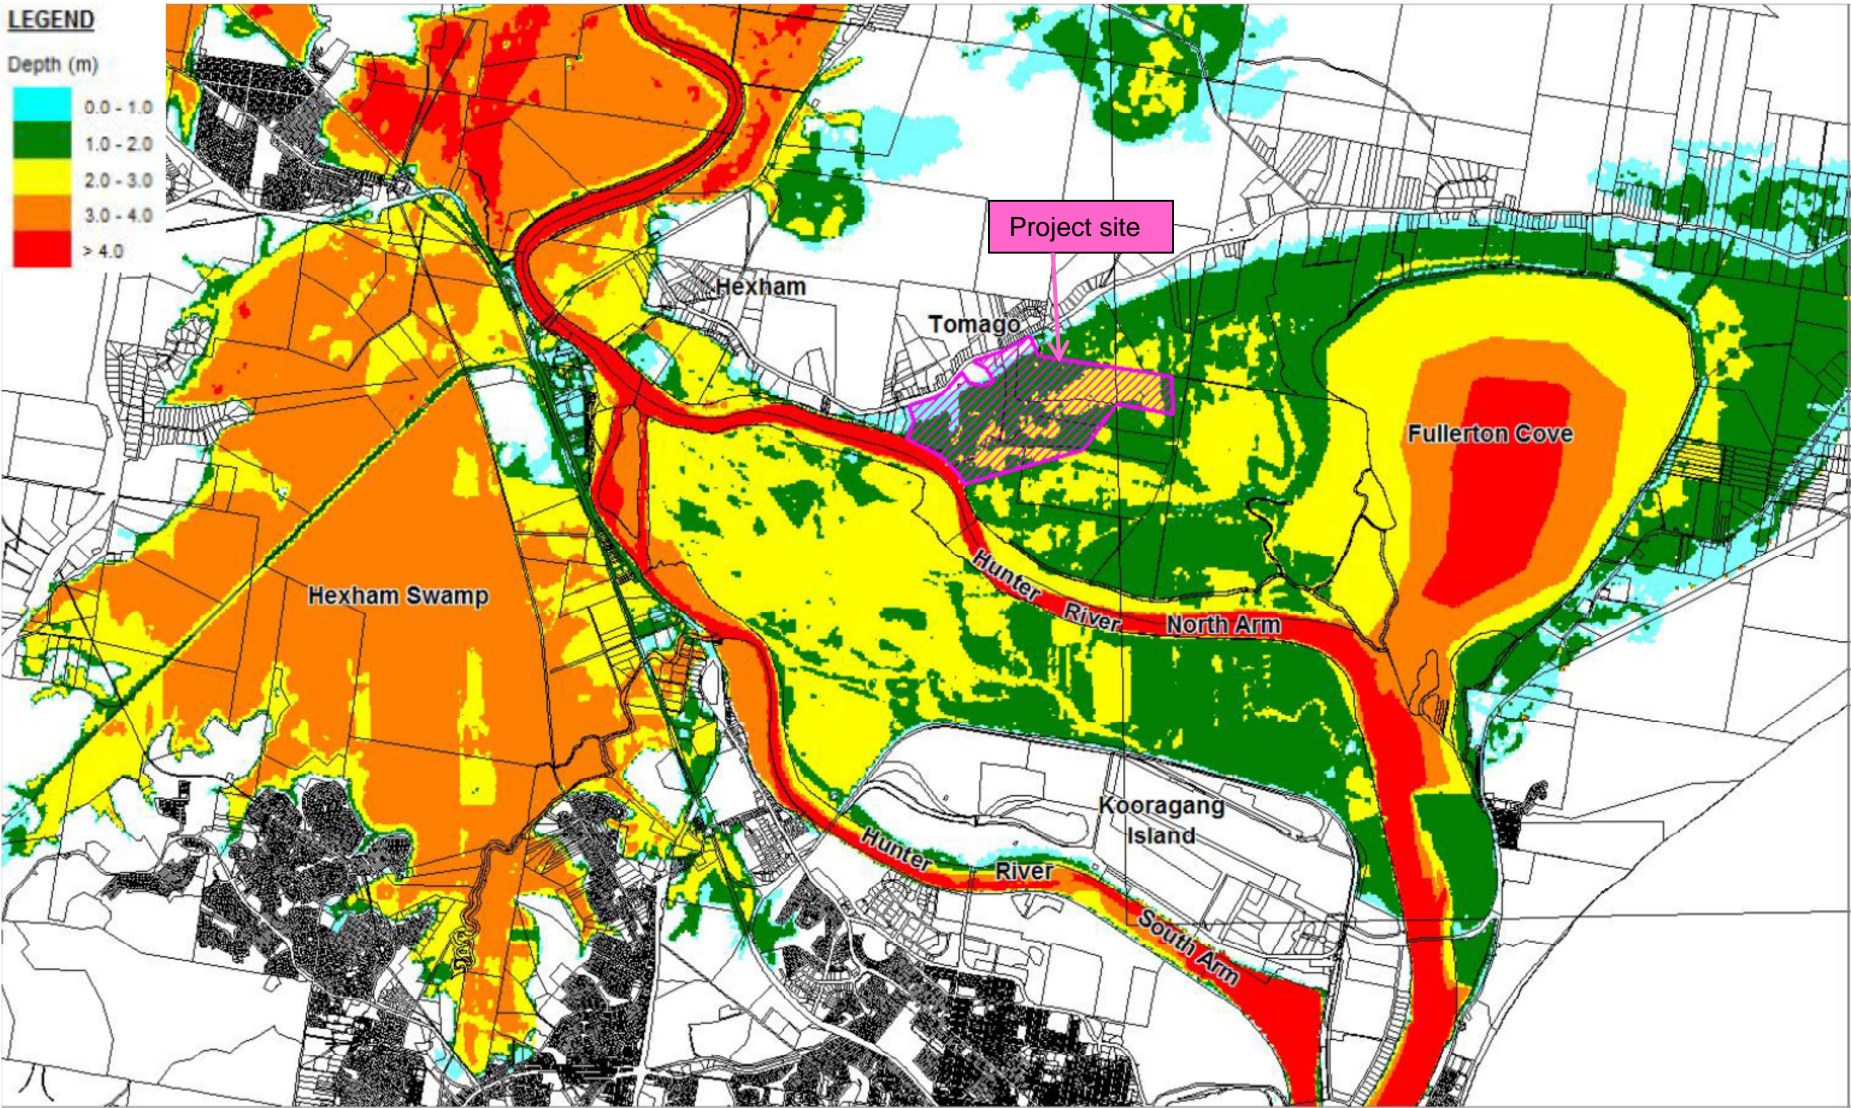 LEGEND
Depth (m)
0.0 - 1.0
1.0 - 2.0
2.0 - 3.0
3.0 - 4.0
> 4.0
Project site
Hexham
Tomago
Fullerton Cove
Hexham Swamp
Hunter River North Arm
Kooragang
Island
Hunter River South Arm